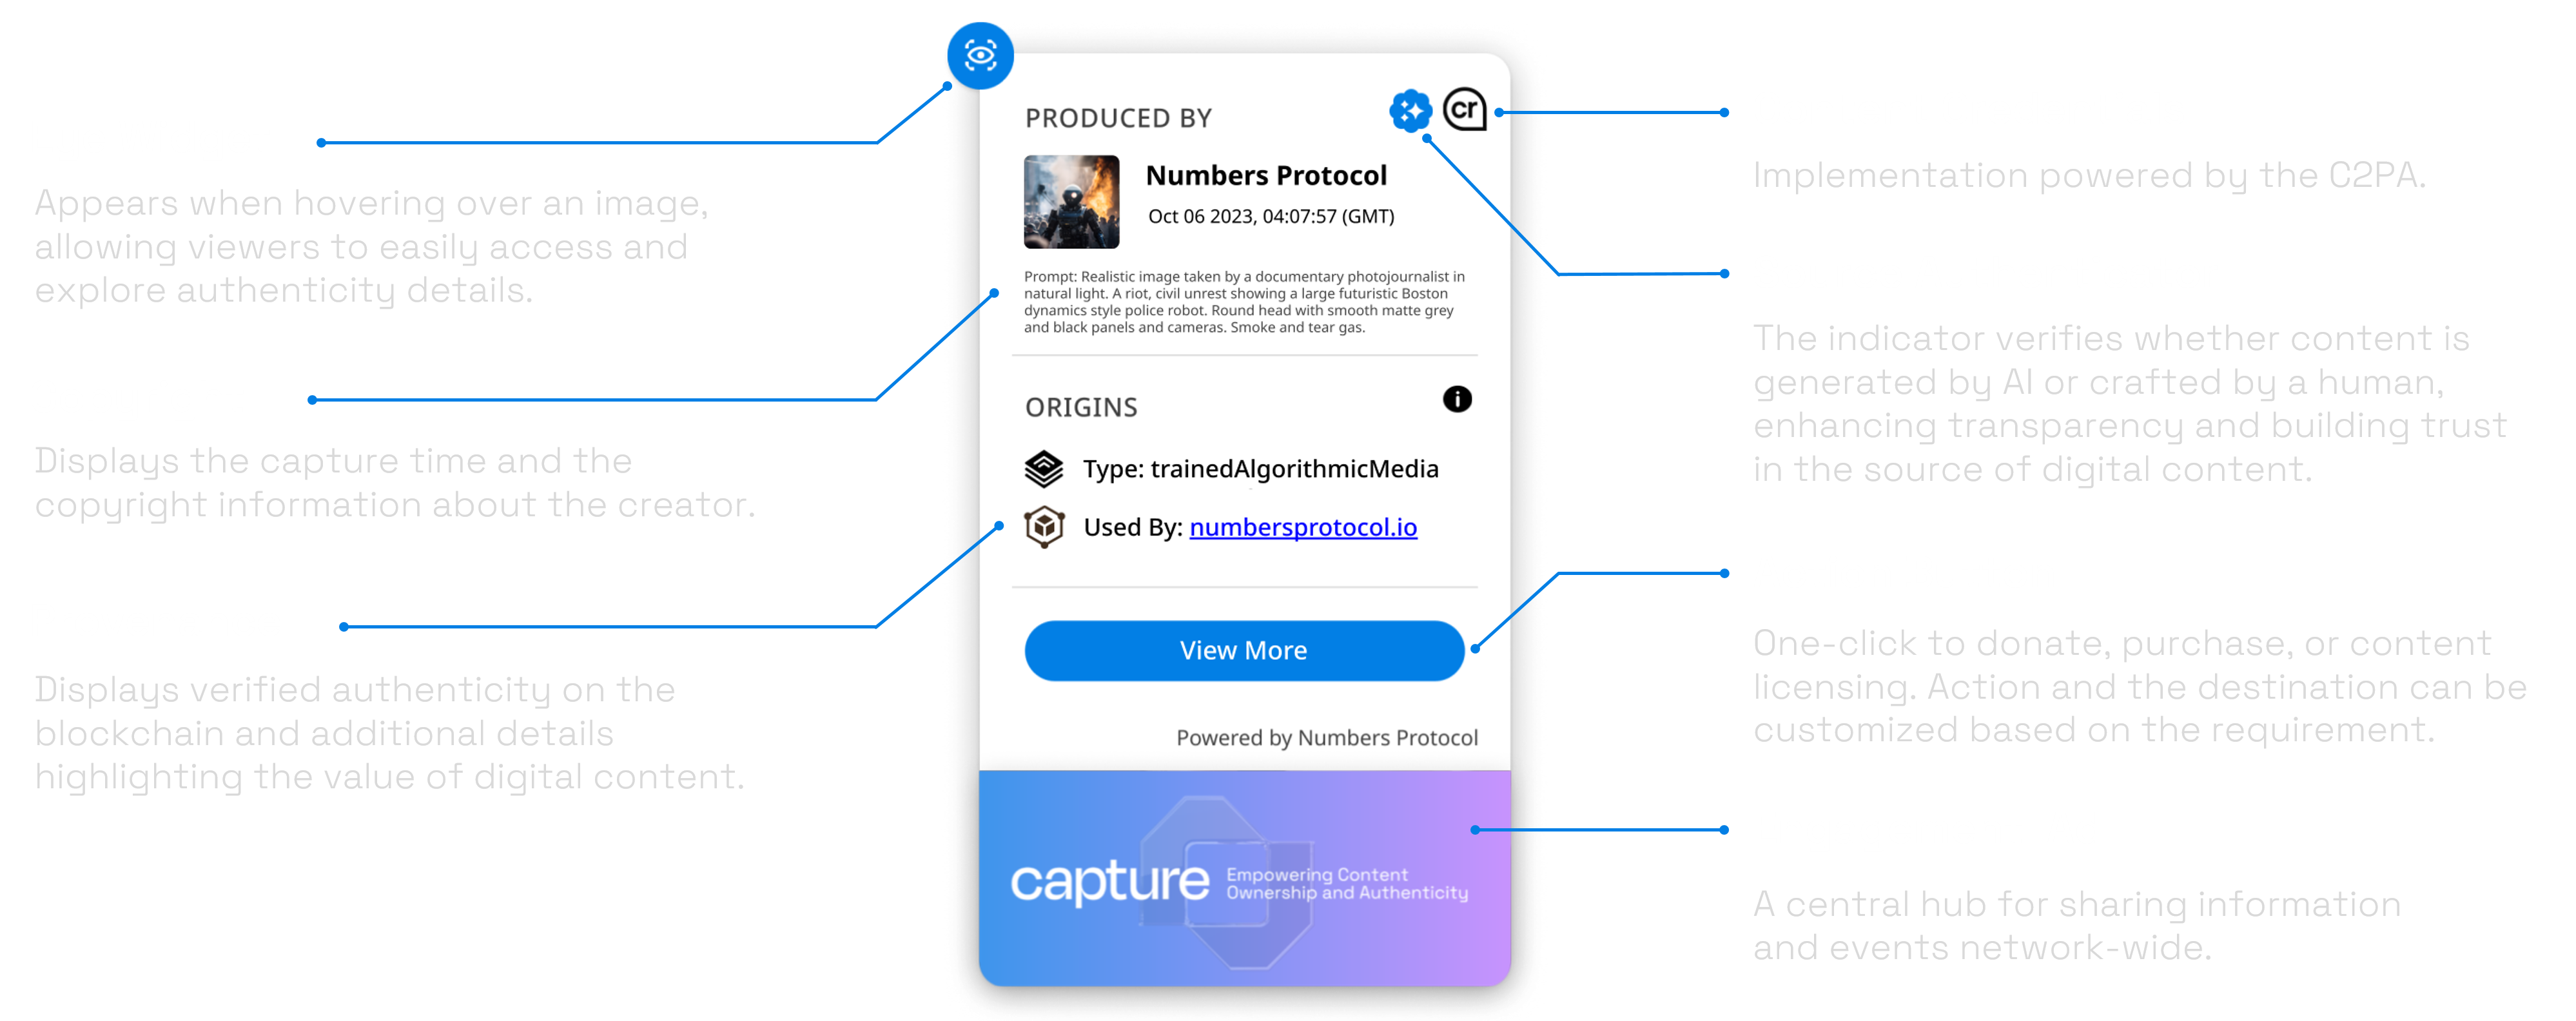 Appears when hovering over an image,
allowing viewers to easily access and
explore authenticity details.
Displays the capture time and the
copyright information about the creator.
Displays verified authenticity on the
blockchain and additional details
highlighting the value of digital content.
PRODUCED BY
cr
Numbers Protocol
Oct 06 2023, 04:07:57 (GMT)
Prompt: Realistic image taken by a documentary photojournalist in
natural light. A riot, civil unrest showing a large futuristic Boston
dynamics style police robot. Round head with smooth matte grey
and black panels and cameras. Smoke and tear gas.
ORIGINS
i
Type: trainedAlgorithmicMedia
Used By: numbersprotocol.io
View More
Powered by Numbers Protocol
capture
Empowering Content
Ownership and Authenticity
Implementation powered by the C2PA.
The indicator verifies whether content is
generated by AI or crafted by a human,
enhancing transparency and building trust
in the source of digital content.
One-click to donate, purchase, or content
licensing. Action and the destination can be
customized based on the requirement.
A central hub for sharing information
and events network-wide.